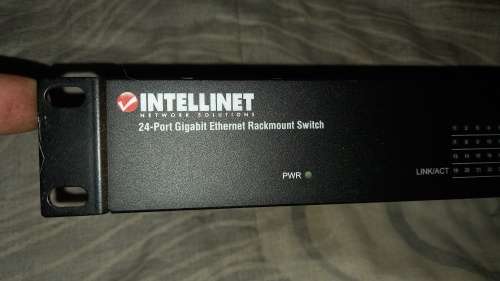 INTELLINET
NETWORK SOLUTIONS
24-Port Gigabit Ethernet Rackmount Switch
PWR
LINK/ACT